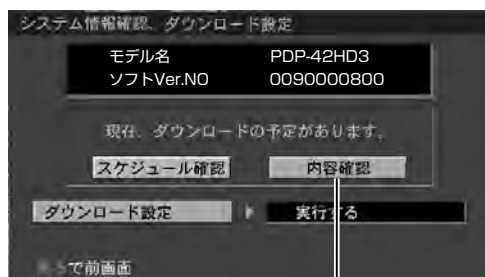 システム情報確認、ダウンロード設定
モデル名 PDP-42HD3
ソフトVer.NO 0090000800
現在、ダウンロードの予定があります。
スケジュール確認 内容確認
ダウンロード設定 実行する
で前画面